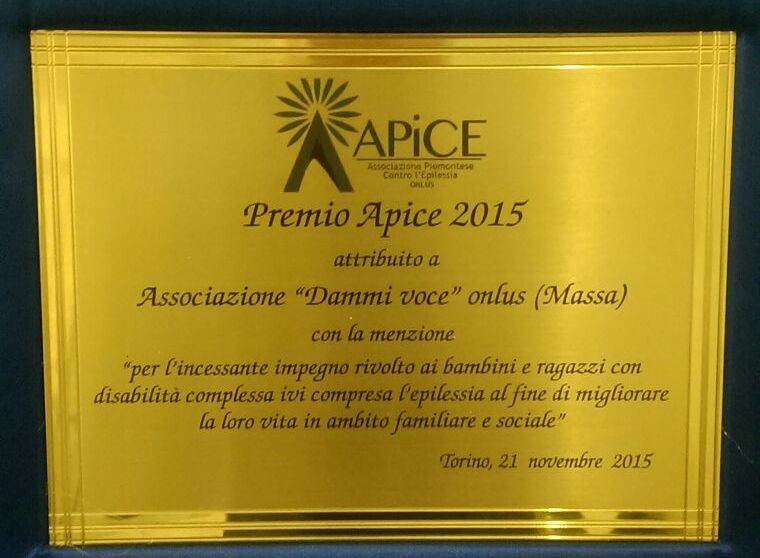 APiCE
Associazione Piemontese
Contro l'Epilessia
ONLUS
Premio Apice 2015
attribuito a
Associazione "Dammi voce" onlus (Massa)
con la menzione
"per l'incessante impegno rivolto ai bambini e ragazzi con
disabilità complessa ivi compresa l'epilessia al fine di migliorare
la loro vita in ambito familiare e sociale"
Torino, 21 novembre 2015